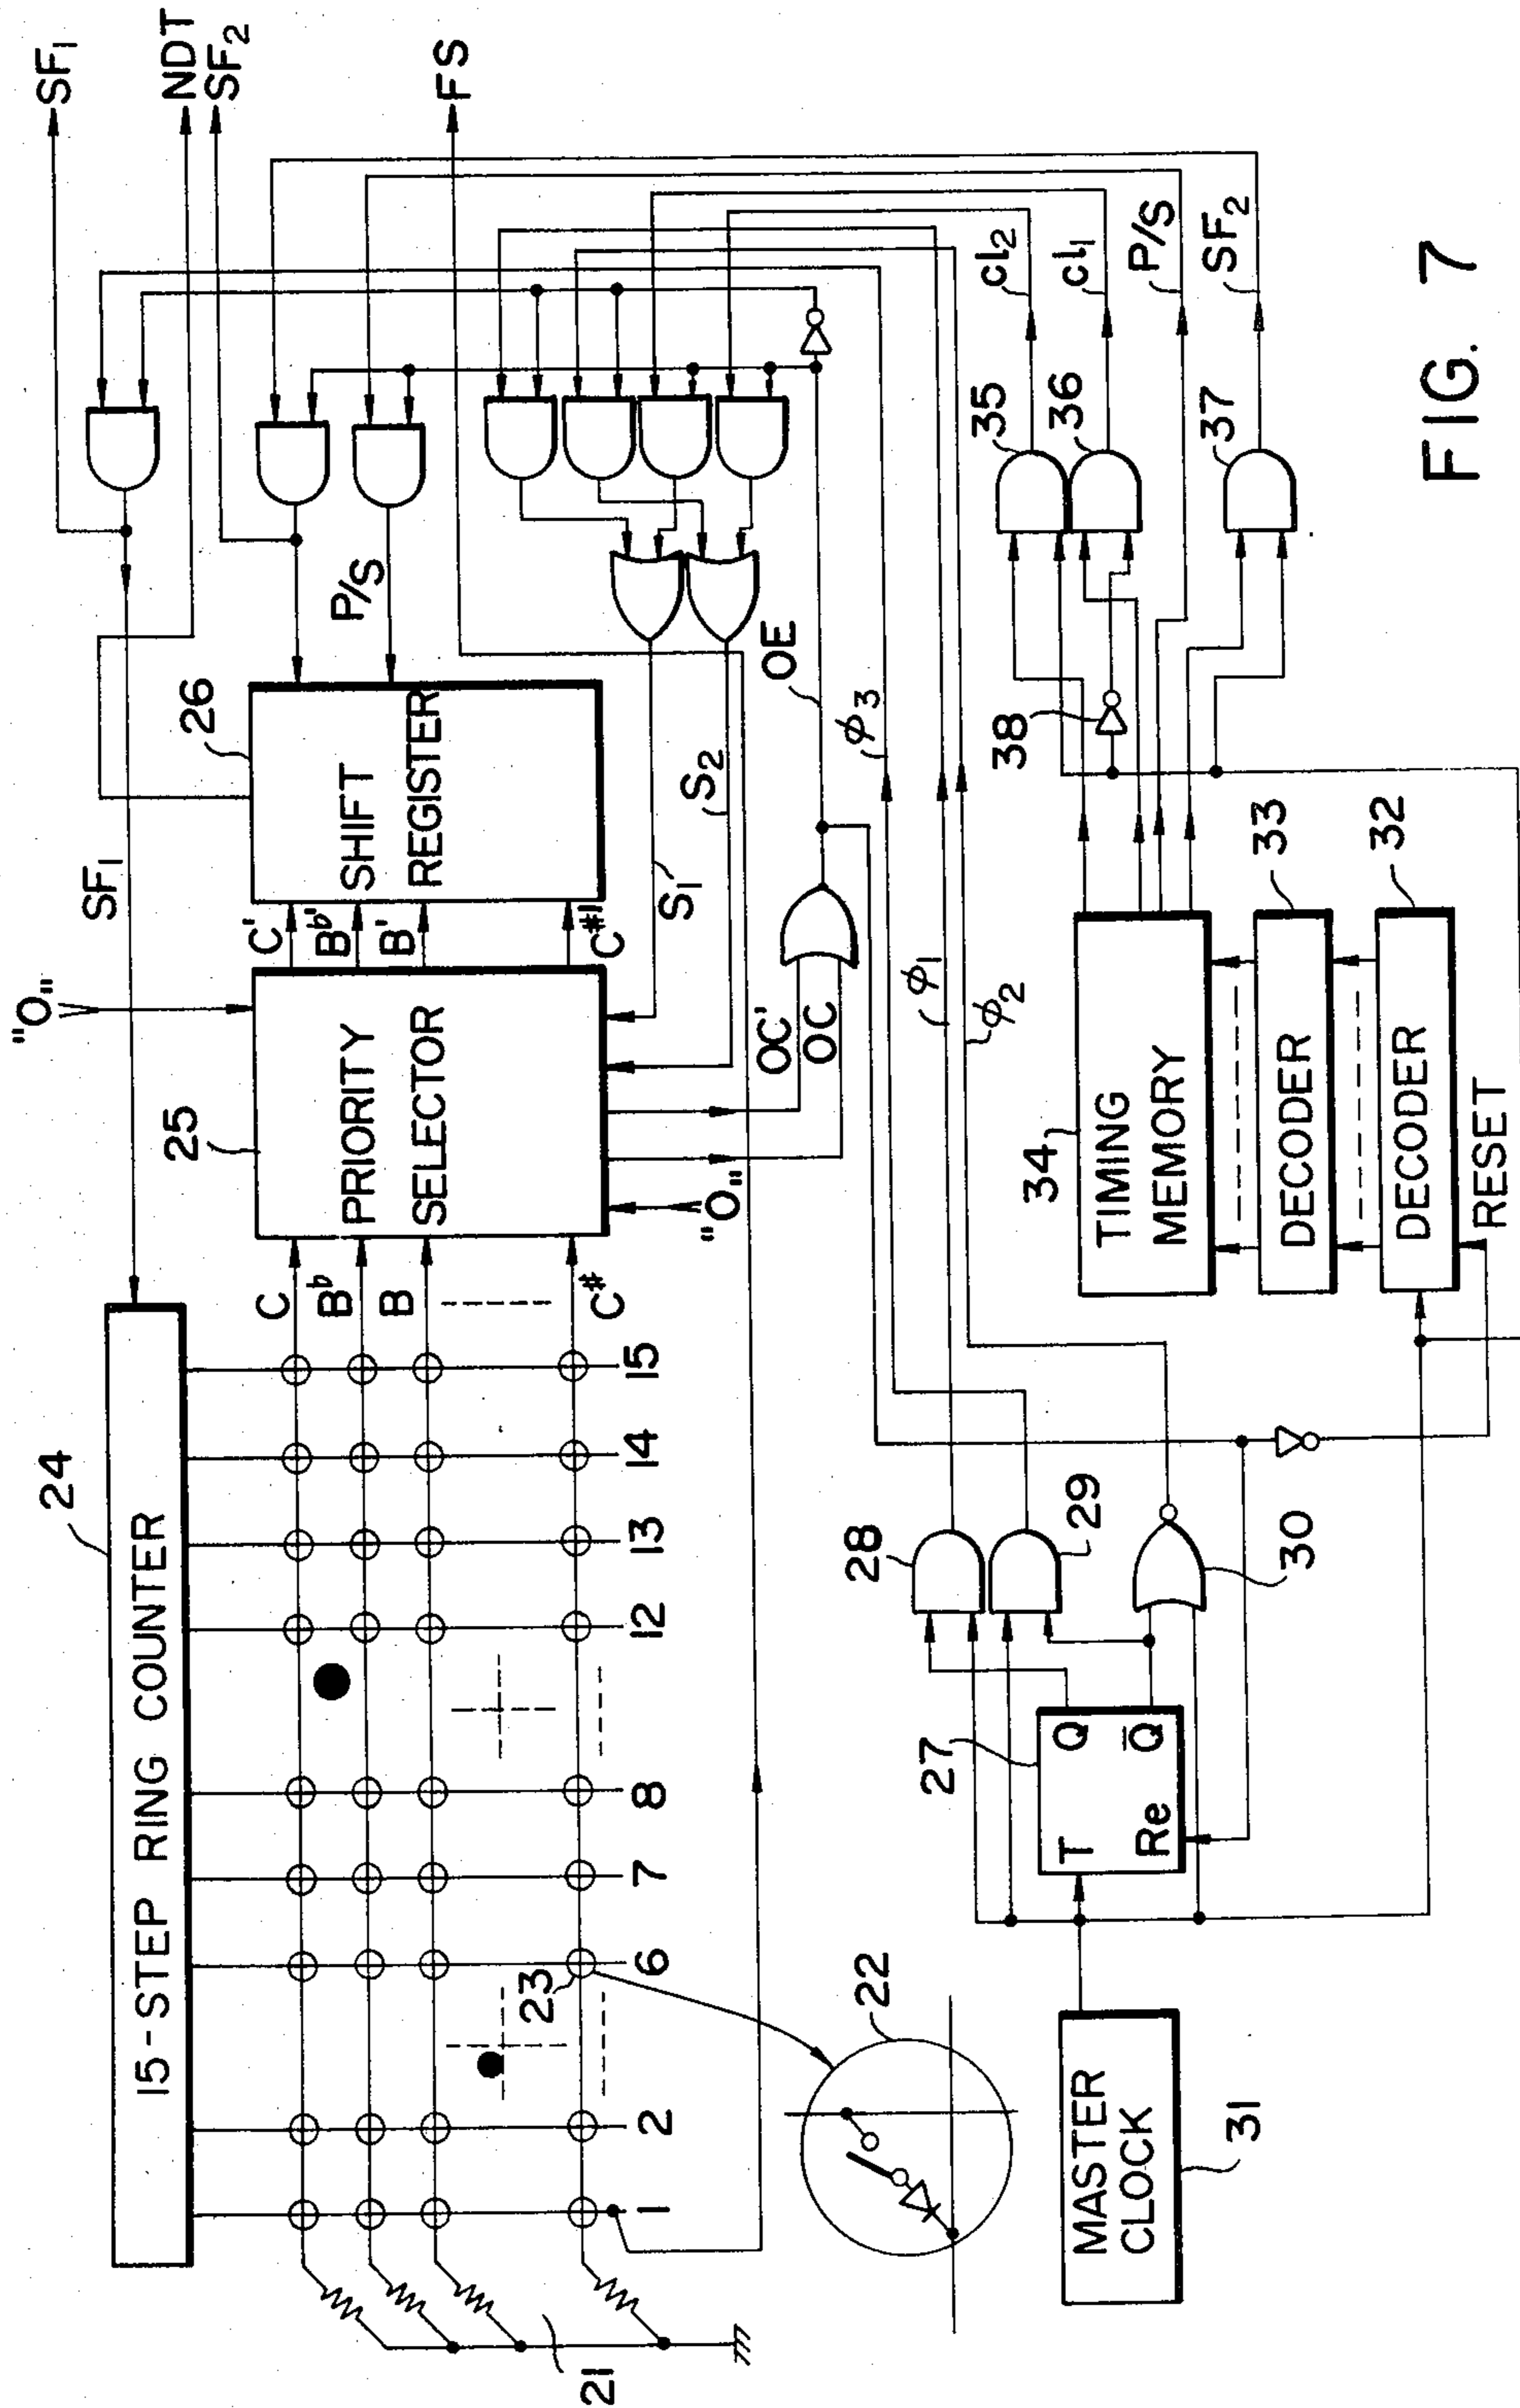 SF1
NDT
SF2
FS
24
15-STEP RING COUNTER
SF1
"O"
25
PRIORITY
SELECTOR
26
SHIFT
REGISTER
P/S
C
B♭
B
C#
C'
B♭'
B'
C#'
1
2
6
7
8
12
13
14
15
23
22
21
"O"
OC'
OC
S1
S2
OE
φ3
φ1
φ2
28
29
30
27
T
Q
Q̅
Re
MASTER
CLOCK
31
34
TIMING
MEMORY
33
DECODER
32
DECODER
RESET
38
35
36
37
cl2
cl1
P/S
SF2
FIG. 7